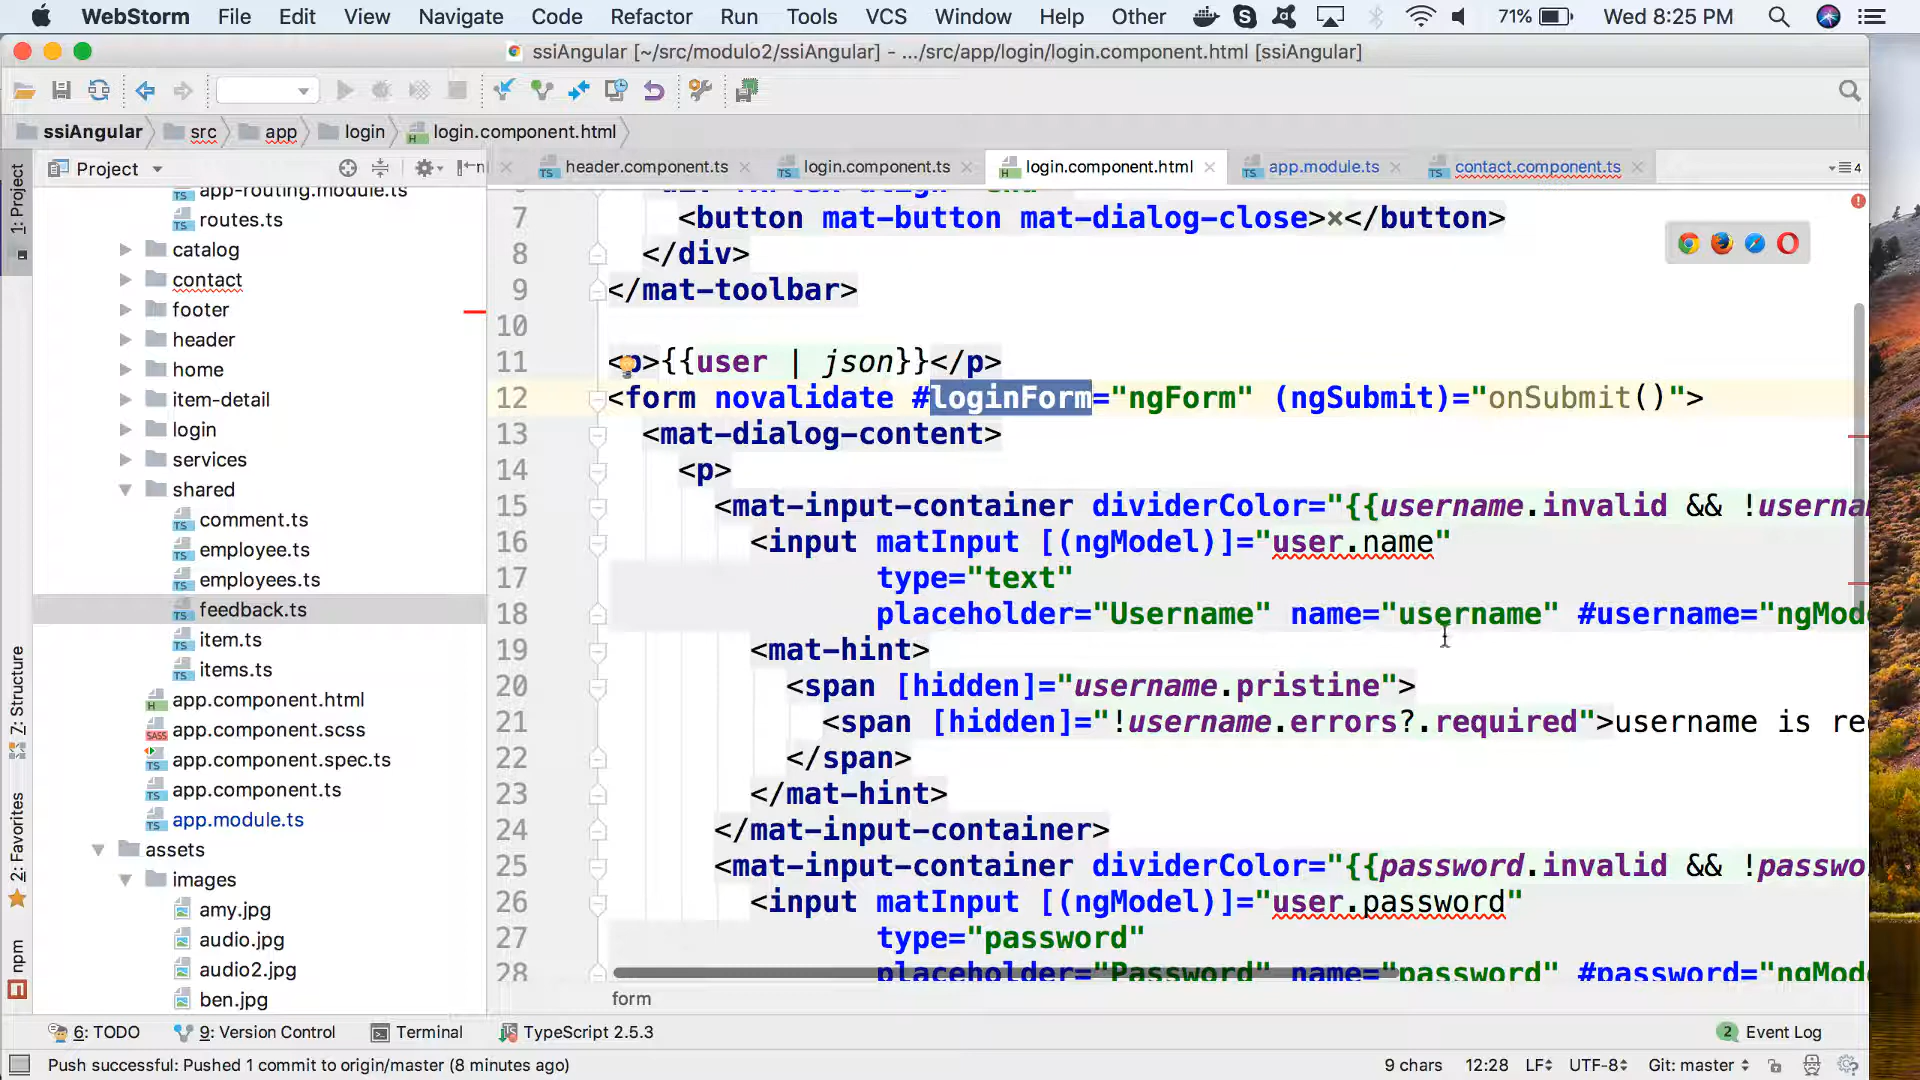 WebStorm File Edit View Navigate Code Refactor Run Tools VCS Window Help Other 71% Wed 8:25 PM
ssiAngular [~/src/modulo2/ssiAngular] - .../src/app/login/login.component.html [ssiAngular]
ssiAngular src app login login.component.html
Project
header.component.ts login.component.ts login.component.html app.module.ts contact.component.ts 4
1: Project
Z: Structure
2: Favorites
npm
app-routing.module.ts
routes.ts
catalog
contact
footer
header
home
item-detail
login
services
shared
comment.ts
employee.ts
employees.ts
feedback.ts
item.ts
items.ts
app.component.html
app.component.scss
app.component.spec.ts
app.component.ts
app.module.ts
assets
images
amy.jpg
audio.jpg
audio2.jpg
ben.jpg
7 <button mat-button mat-dialog-close>×</button>
8 </div>
9 </mat-toolbar>
10
11 <p>{{user | json}}</p>
12 <form novalidate #loginForm="ngForm" (ngSubmit)="onSubmit()">
13 <mat-dialog-content>
14 <p>
15 <mat-input-container dividerColor="{{username.invalid && !userna
16 <input matInput [(ngModel)]="user.name"
17 type="text"
18 placeholder="Username" name="username" #username="ngMod
19 <mat-hint>
20 <span [hidden]="username.pristine">
21 <span [hidden]="!username.errors?.required">username is re
22 </span>
23 </mat-hint>
24 </mat-input-container>
25 <mat-input-container dividerColor="{{password.invalid && !passwo
26 <input matInput [(ngModel)]="user.password"
27 type="password"
28 placeholder="Password" name="password" #password="ngMode
form
6: TODO 9: Version Control Terminal TypeScript 2.5.3 2 Event Log
Push successful: Pushed 1 commit to origin/master (8 minutes ago) 9 chars 12:28 LF UTF-8 Git: master